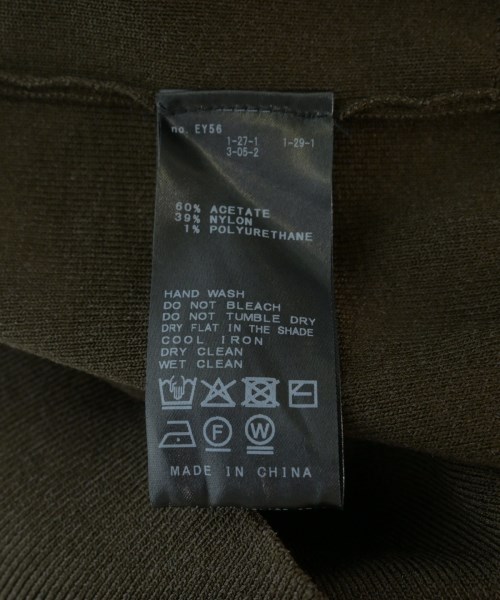 no. EY56
1-27-1 1-29-1
3-05-2
60% ACETATE
39% NYLON
1% POLYURETHANE
HAND WASH
DO NOT BLEACH
DO NOT TUMBLE DRY
DRY FLAT IN THE SHADE
COOL IRON
DRY CLEAN
WET CLEAN
F W
MADE IN CHINA